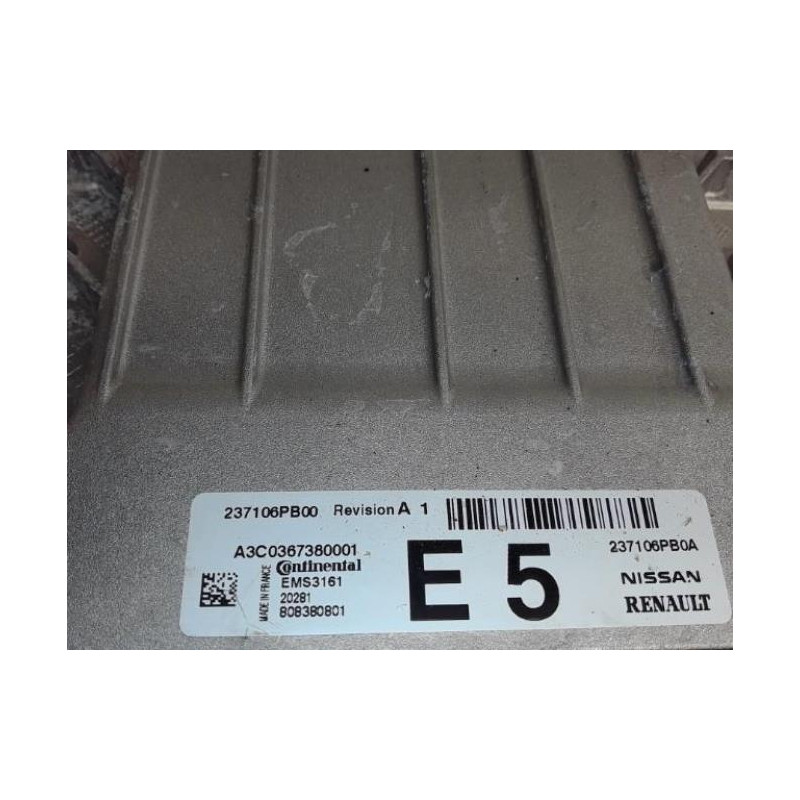 237106PB00 Revision A 1
A3C0367380001
Continental
EMS3161
20281
808380801
MADE IN FRANCE
E 5
237106PB0A
NISSAN
RENAULT